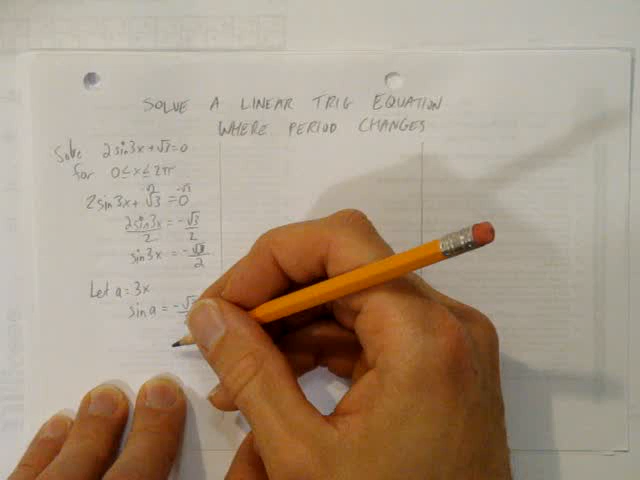 SOLVE A LINEAR TRIG EQUATION
WHERE PERIOD CHANGES
Solve 2sin3x+√3=0
for 0≤x≤2π
-√3 -√3
2sin3x+√3=0
2sin3x/2 = -√3/2
sin3x = -√3/2
Let a=3x
sin a = -√3